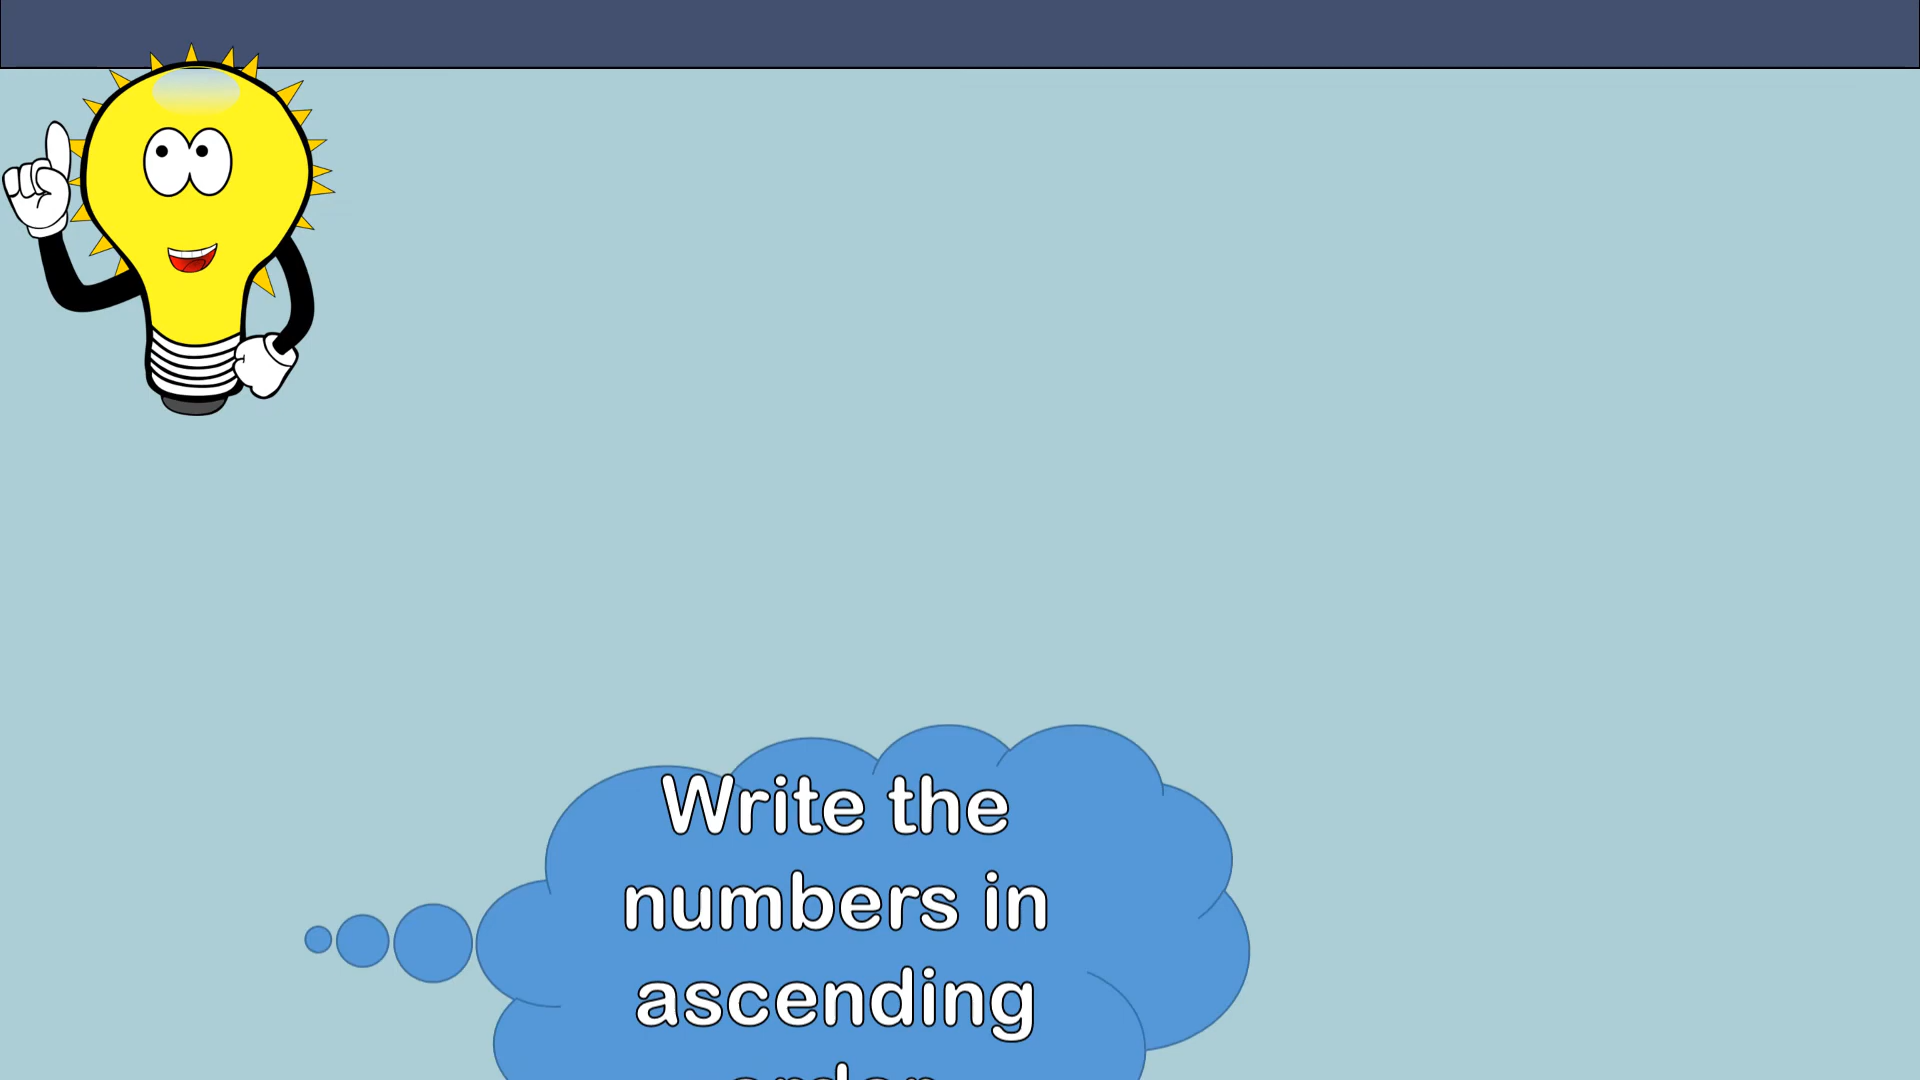 Write the
numbers in
ascending